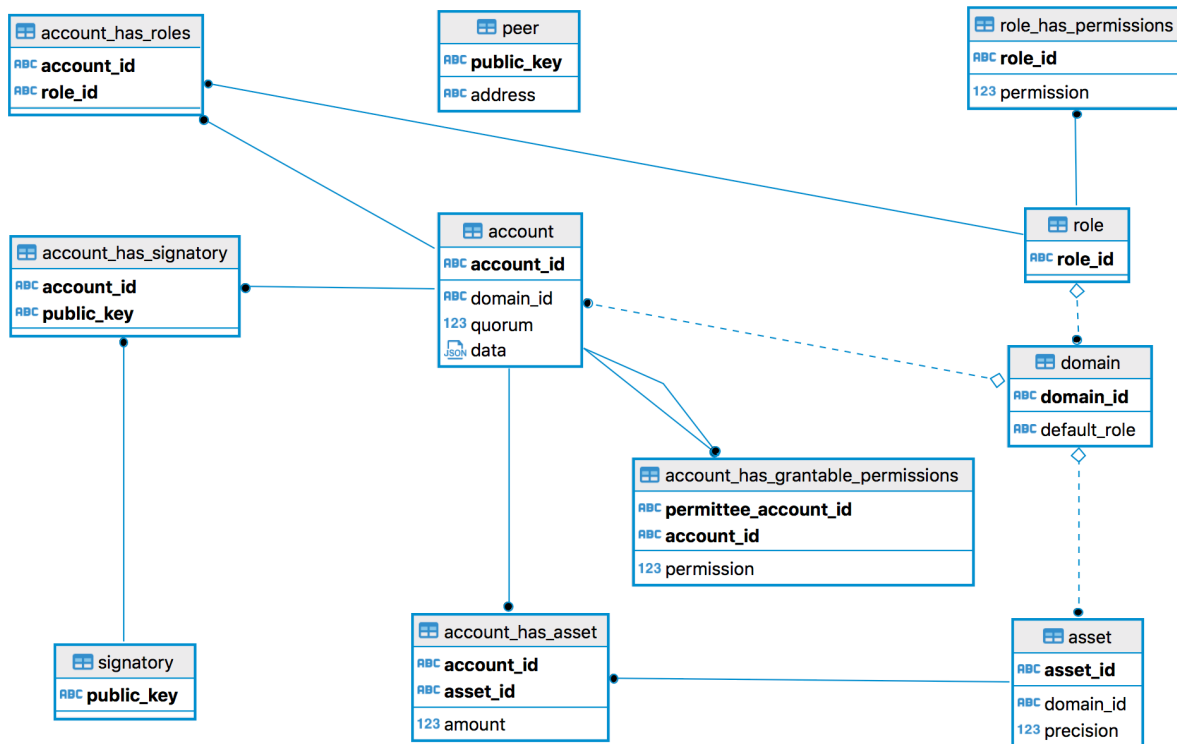 account_has_roles
ABC account_id
ABC role_id
peer
ABC public_key
ABC address
role_has_permissions
ABC role_id
123 permission
account_has_signatory
ABC account_id
ABC public_key
account
ABC account_id
ABC domain_id
123 quorum
JSON data
role
ABC role_id
domain
ABC domain_id
ABC default_role
account_has_grantable_permissions
ABC permittee_account_id
ABC account_id
123 permission
signatory
ABC public_key
account_has_asset
ABC account_id
ABC asset_id
123 amount
asset
ABC asset_id
ABC domain_id
123 precision